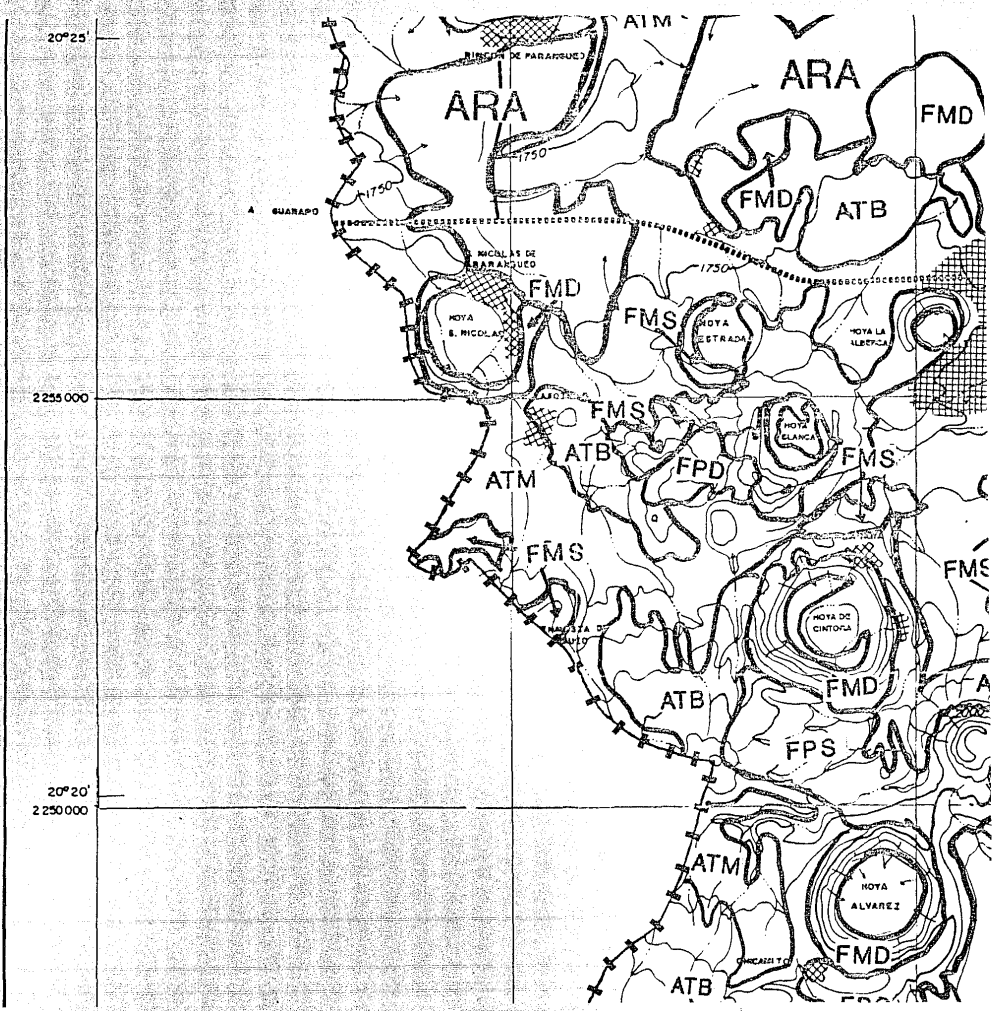 20°25'
ATM
RINCON DE PARANGUEO
ARA
ARA
FMD
1750
1750
FMD
ATB
A GUARAPO
NICOLAS DE
PARANGUEO
1750
FMD
HOYA
S. NICOLAS
FMS
HOYA
ESTRADA
HOYA LA
ALBERCA
2255000
FMS
HOYA
BLANCA
ATB
FPD
FMS
ATM
FMS
FMS
HOYA DE
CINTORA
FMD
A
ATB
FPS
20°20'
2250000
ATM
HOYA
ALVAREZ
FMD
ATB